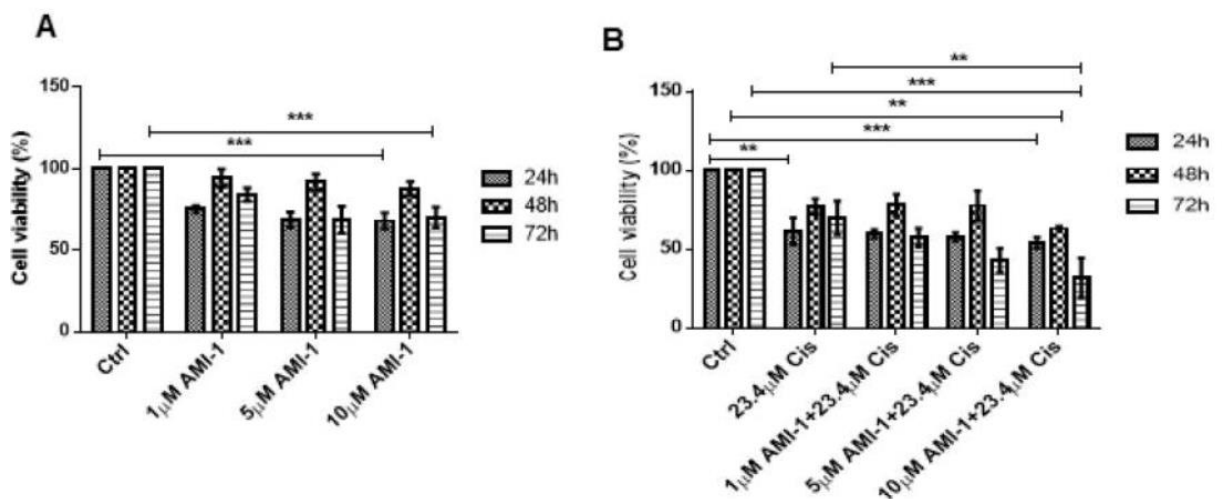 A
Cell viability (%)
150
100
50
0
***
***
Ctrl
1μM AMI-1
5μM AMI-1
10μM AMI-1
24h
48h
72h
B
Cell viability (%)
150
100
50
0
**
***
**
***
**
Ctrl
23.4μM Cis
1μM AMI-1+23.4μM Cis
5μM AMI-1+23.4μM Cis
10μM AMI-1+23.4μM Cis
24h
48h
72h